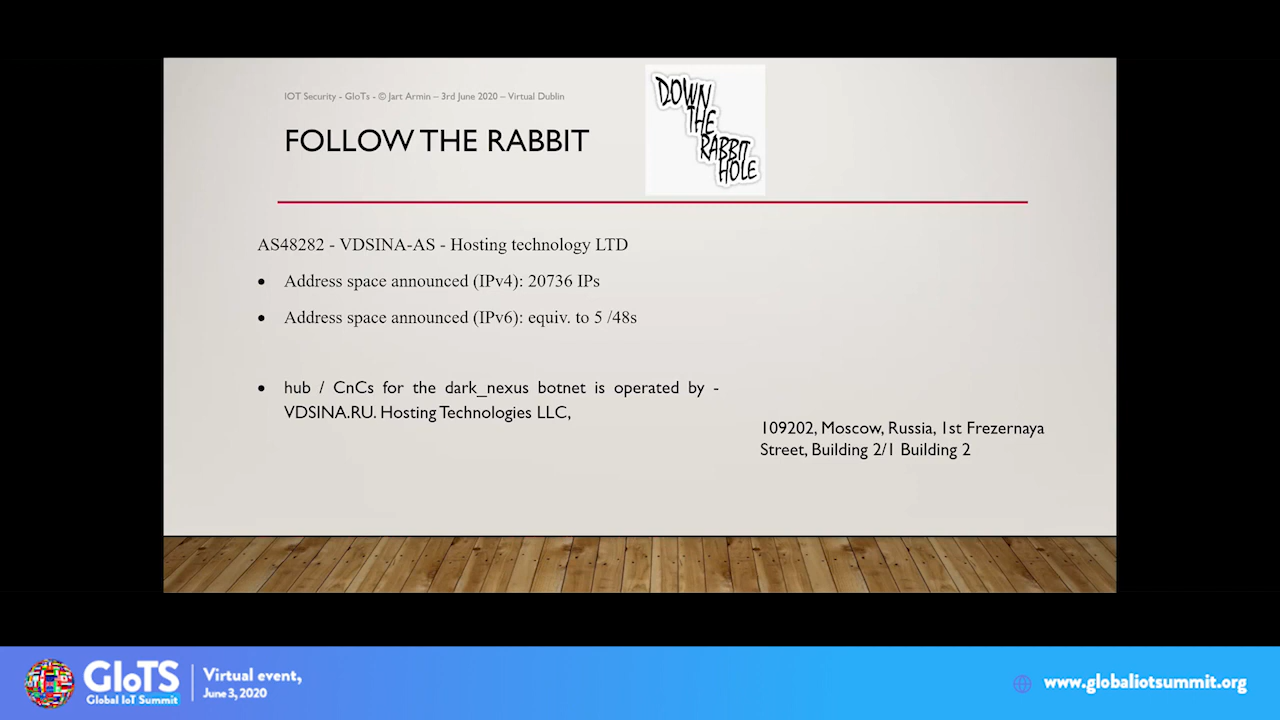 IOT Security - GIoTs - © Jart Armin – 3rd June 2020 – Virtual Dublin
FOLLOW THE RABBIT
DOWN
THE
RABBIT
HOLE
AS48282 - VDSINA-AS - Hosting technology LTD
• Address space announced (IPv4): 20736 IPs
• Address space announced (IPv6): equiv. to 5 /48s
• hub / CnCs for the dark_nexus botnet is operated by -
VDSINA.RU. Hosting Technologies LLC,
109202, Moscow, Russia, 1st Frezernaya
Street, Building 2/1 Building 2
GIoTS
Global IoT Summit
Virtual event,
June 3, 2020
www.globaliotsummit.org